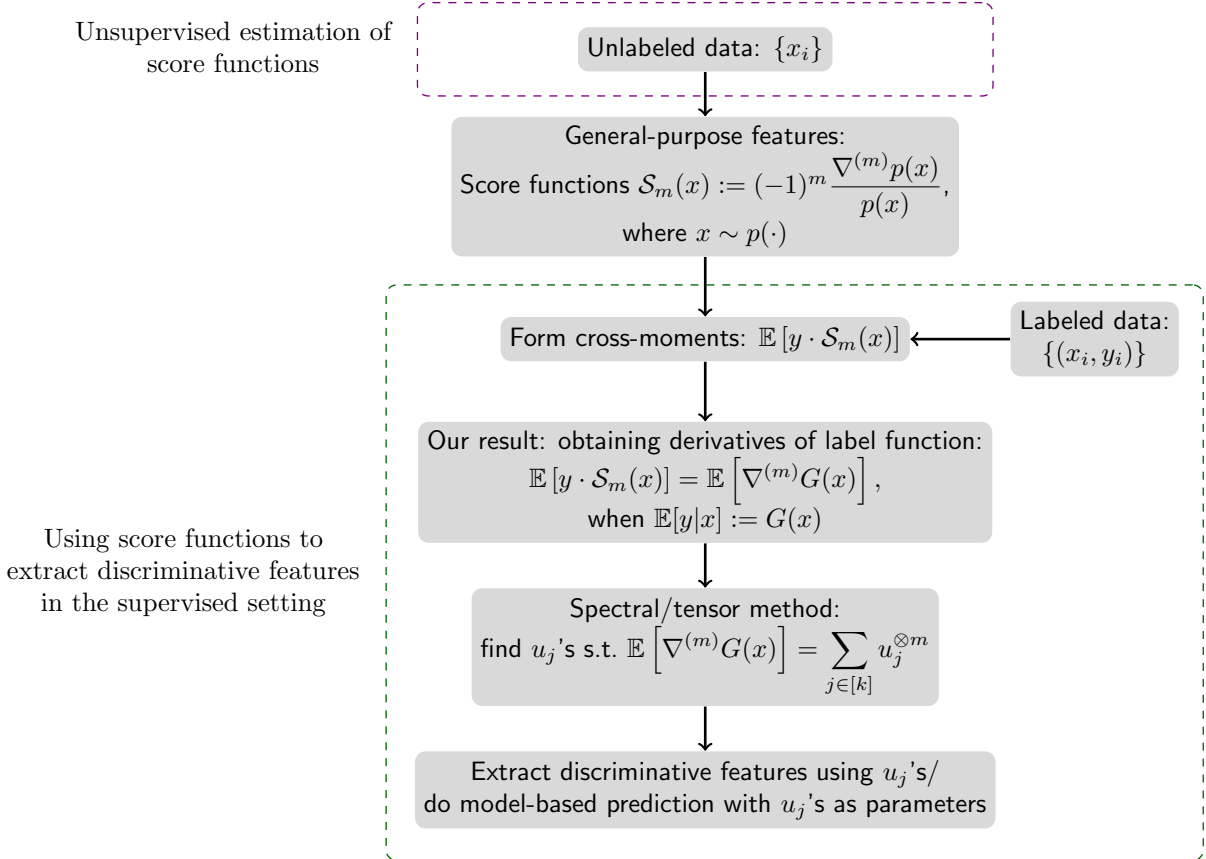 Unsupervised estimation of
score functions
Unlabeled data: {x_i}
General-purpose features:
Score functions 𝒮_m(x) := (−1)^m ∇^(m) p(x) / p(x),
where x ∼ p(·)
Form cross-moments: 𝔼 [y · 𝒮_m(x)]
Labeled data:
{(x_i, y_i)}
Our result: obtaining derivatives of label function:
𝔼 [y · 𝒮_m(x)] = 𝔼 [∇^(m) G(x)],
when 𝔼[y|x] := G(x)
Using score functions to
extract discriminative features
in the supervised setting
Spectral/tensor method:
find u_j's s.t. 𝔼 [∇^(m) G(x)] = ∑_{j∈[k]} u_j^{⊗m}
Extract discriminative features using u_j's/
do model-based prediction with u_j's as parameters